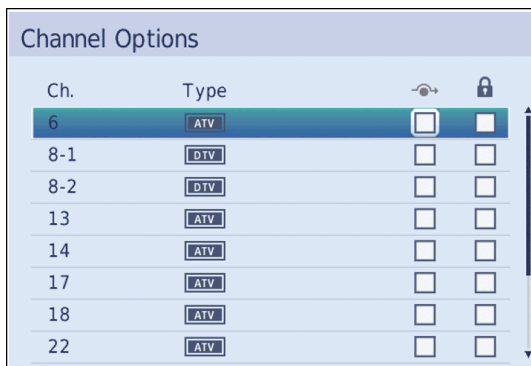 Channel Options
Ch. Type
6 ATV
8-1 DTV
8-2 DTV
13 ATV
14 ATV
17 ATV
18 ATV
22 ATV